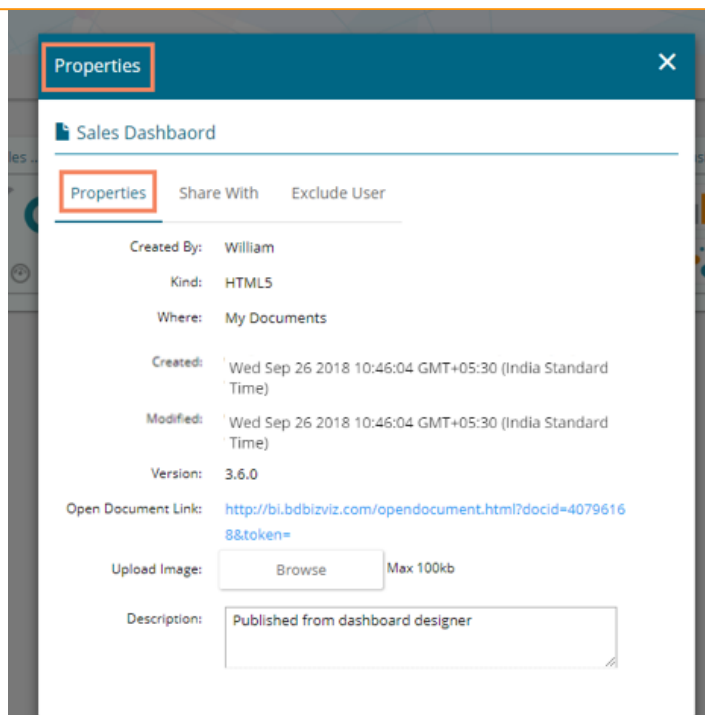 Properties
Sales Dashbaord
les ..
Properties Share With Exclude User
Created By: William
Kind: HTML5
Where: My Documents
Created: Wed Sep 26 2018 10:46:04 GMT+05:30 (India Standard
Time)
Modified: Wed Sep 26 2018 10:46:04 GMT+05:30 (India Standard
Time)
Version: 3.6.0
Open Document Link: http://bi.bdbizviz.com/opendocument.html?docid=4079616
8&token=
Upload Image: Browse Max 100kb
Description: Published from dashboard designer